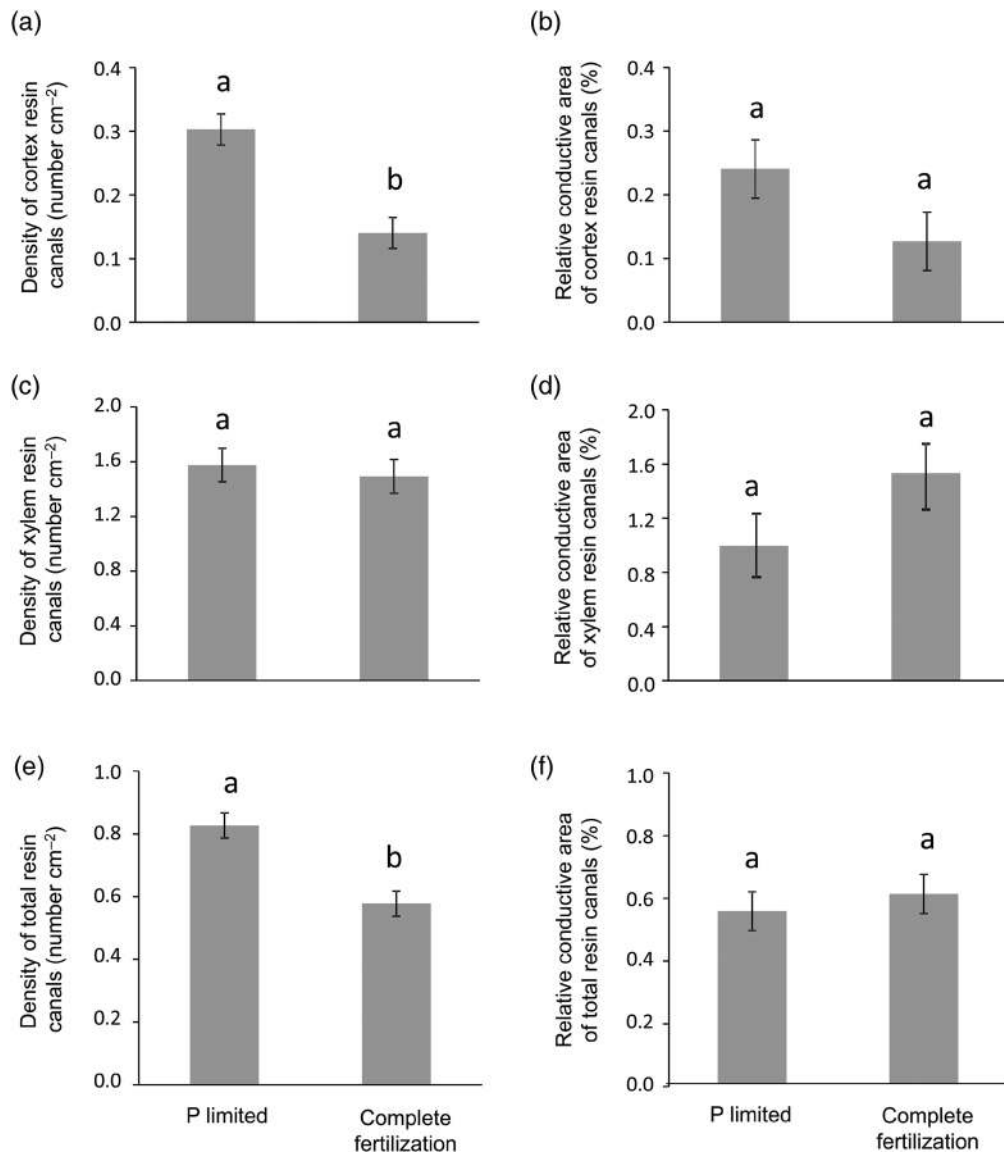 (a)
Density of cortex resin
canals (number cm⁻²)
0.4
0.3
0.2
0.1
0.0
a
b
(b)
Relative conductive area
of cortex resin canals (%)
0.4
0.3
0.2
0.1
0.0
a
a
(c)
Density of xylem resin
canals (number cm⁻²)
2.0
1.6
1.2
0.8
0.4
0.0
a
a
(d)
Relative conductive area
of xylem resin canals (%)
2.0
1.6
1.2
0.8
0.4
0.0
a
a
(e)
Density of total resin
canals (number cm⁻²)
1.0
0.8
0.6
0.4
0.2
0.0
a
b
P limited
Complete
fertilization
(f)
Relative conductive area
of total resin canals (%)
1.0
0.8
0.6
0.4
0.2
0.0
a
a
P limited
Complete
fertilization